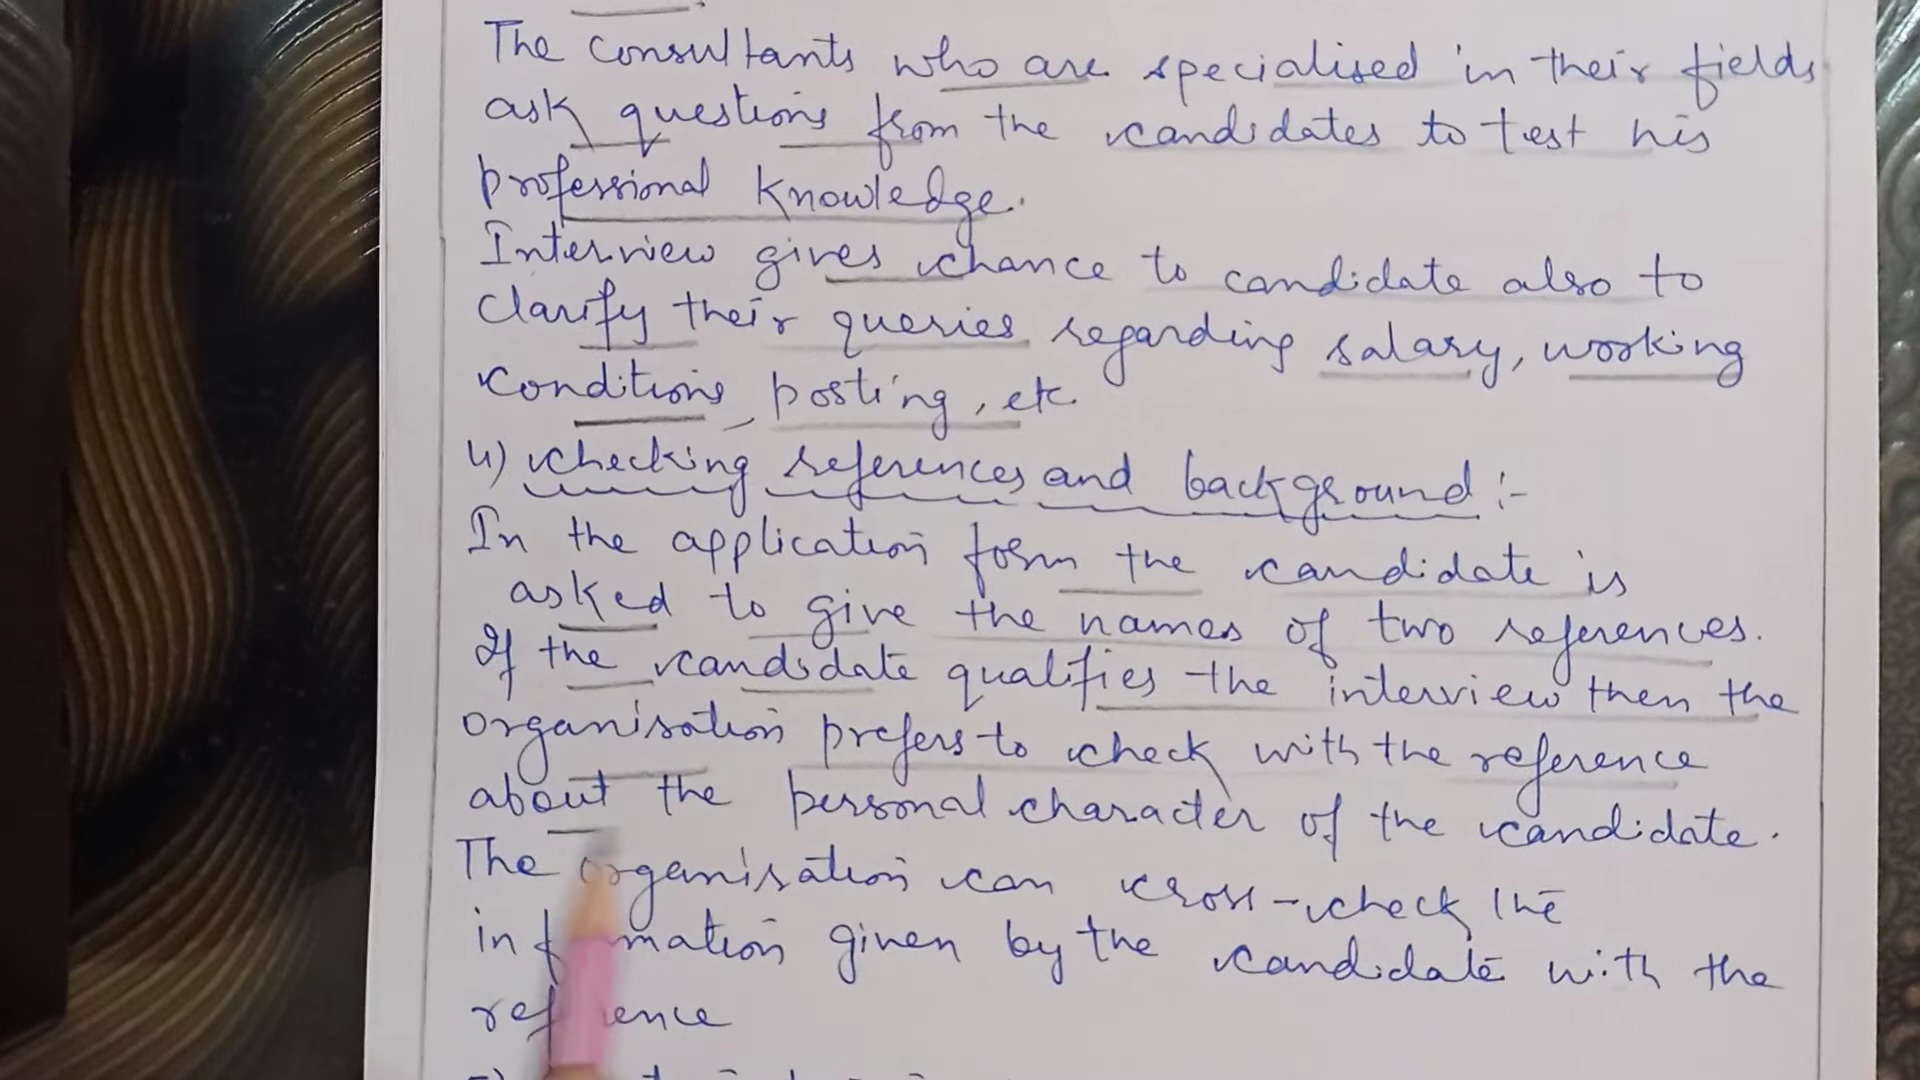 The consultants who are specialised in their fields
ask questions from the candidates to test his
professional knowledge.
Interview gives chance to candidate also to
clarify their queries regarding salary, working
conditions, posting, etc.
4) checking references and background :-
In the application form the candidate is
asked to give the names of two references.
If the candidate qualifies the interview then the
organisation prefers to check with the reference
about the personal character of the candidate.
The organisation can cross-check the
information given by the candidate with the
reference